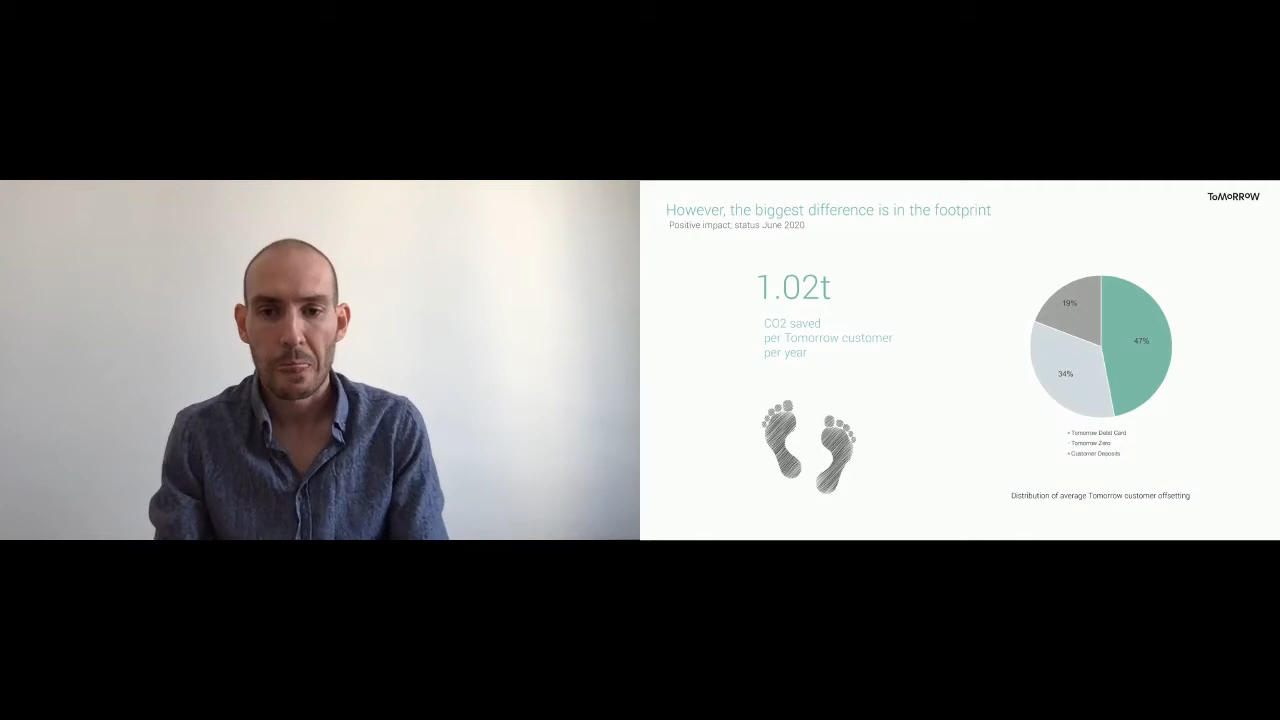 ToMoRRoW
However, the biggest difference is in the footprint
Positive impact; status June 2020
1.02t
CO2 saved
per Tomorrow customer
per year
19%
47%
34%
• Tomorrow Debit Card
• Tomorrow Zero
• Customer Deposits
Distribution of average Tomorrow customer offsetting